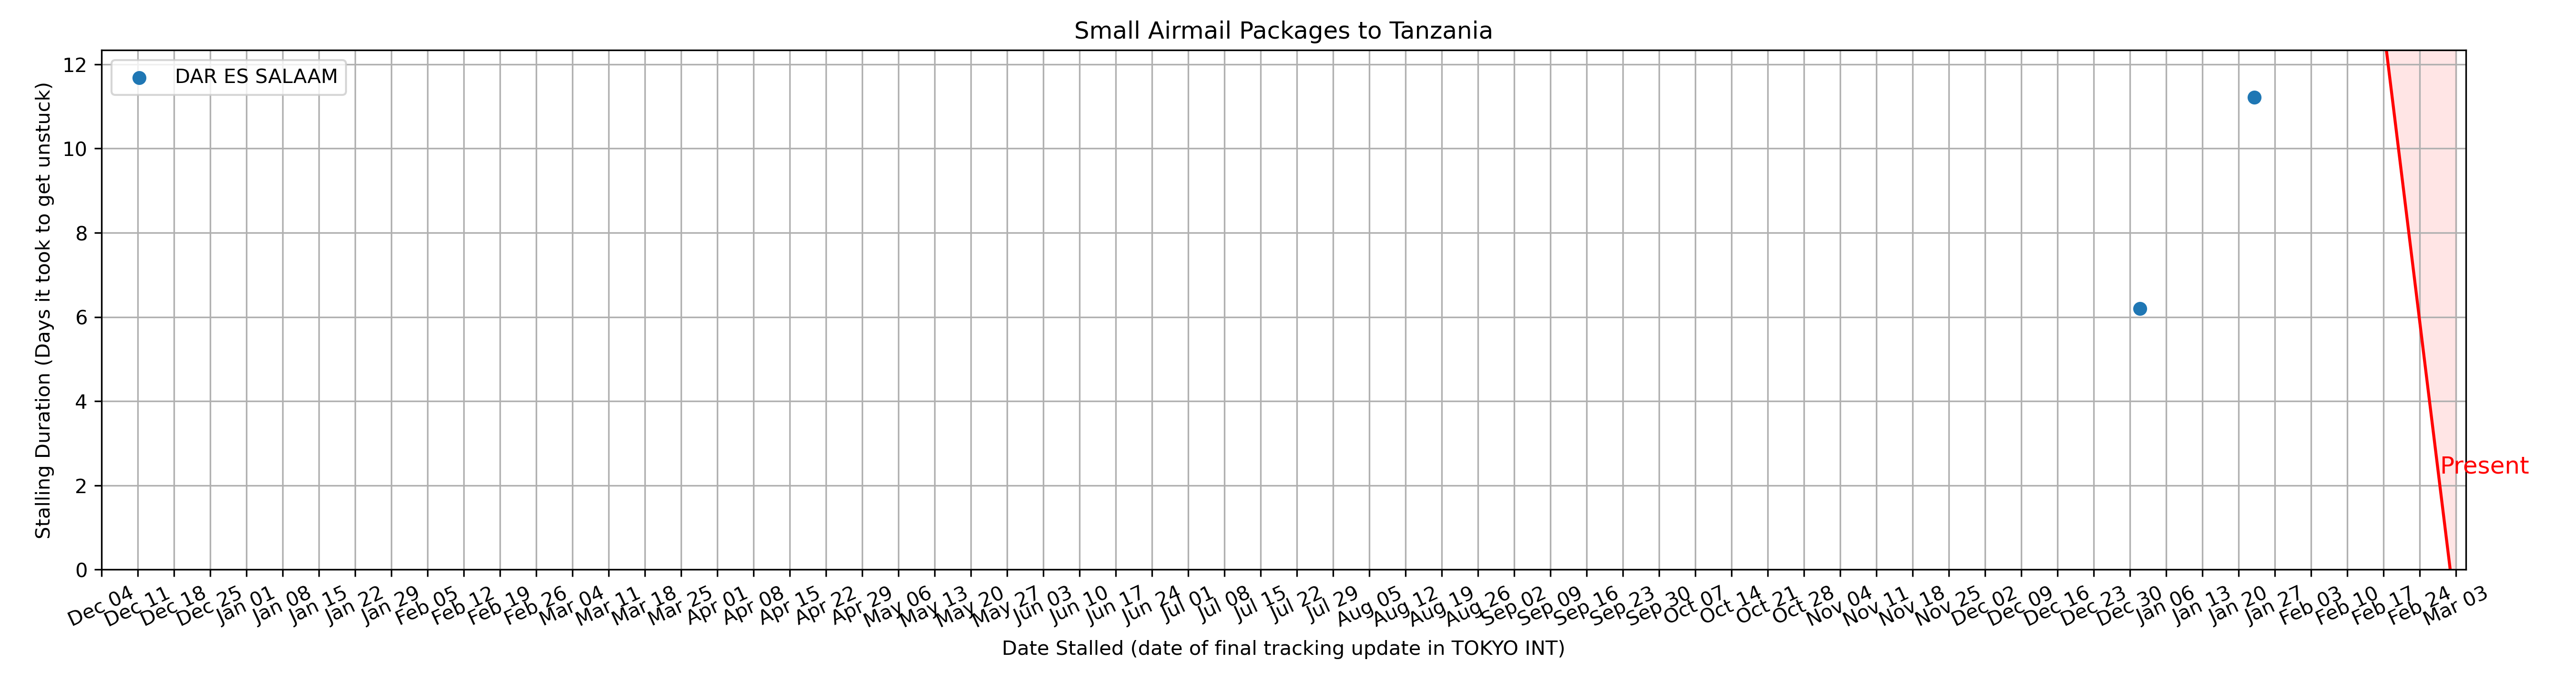 Small Airmail Packages to Tanzania
DAR ES SALAAM
Stalling Duration (Days it took to get unstuck)
12
10
8
6
4
2
0
Present
Dec 04 Dec 11 Dec 18 Dec 25 Jan 01 Jan 08 Jan 15 Jan 22 Jan 29 Feb 05 Feb 12 Feb 19 Feb 26 Mar 04 Mar 11 Mar 18 Mar 25 Apr 01 Apr 08 Apr 15 Apr 22 Apr 29 May 06 May 13 May 20 May 27 Jun 03 Jun 10 Jun 17 Jun 24 Jul 01 Jul 08 Jul 15 Jul 22 Jul 29 Aug 05 Aug 12 Aug 19 Aug 26 Sep 02 Sep 09 Sep 16 Sep 23 Sep 30 Oct 07 Oct 14 Oct 21 Oct 28 Nov 04 Nov 11 Nov 18 Nov 25 Dec 02 Dec 09 Dec 16 Dec 23 Dec 30 Jan 06 Jan 13 Jan 20 Jan 27 Feb 03 Feb 10 Feb 17 Feb 24 Mar 03
Date Stalled (date of final tracking update in TOKYO INT)